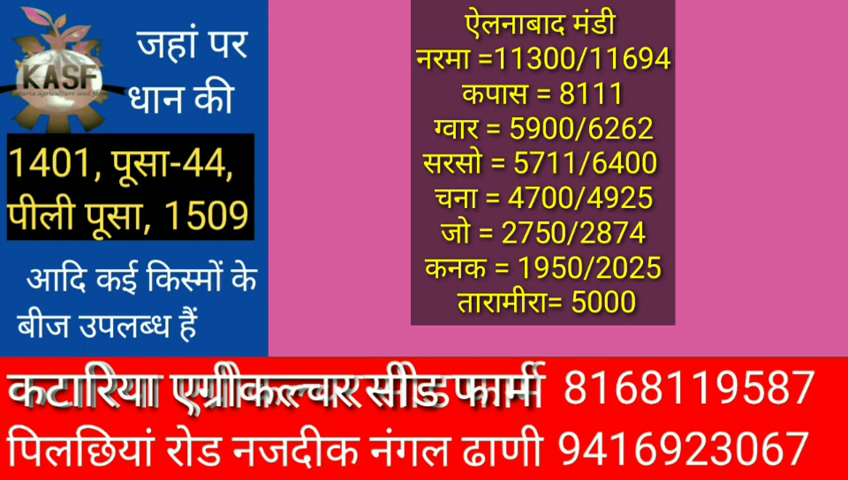 KASF
जहां पर
धान की
1401, पूसा-44,
पीली पूसा, 1509
आदि कई किस्मों के
बीज उपलब्ध हैं
ऐलनाबाद मंडी
नरमा =11300/11694
कपास = 8111
ग्वार = 5900/6262
सरसो = 5711/6400
चना = 4700/4925
जो = 2750/2874
कनक = 1950/2025
तारामीरा= 5000
कटारिया एग्रीकल्चर सीड फार्म 8168119587
पिलछियां रोड नजदीक नंगल ढाणी 9416923067